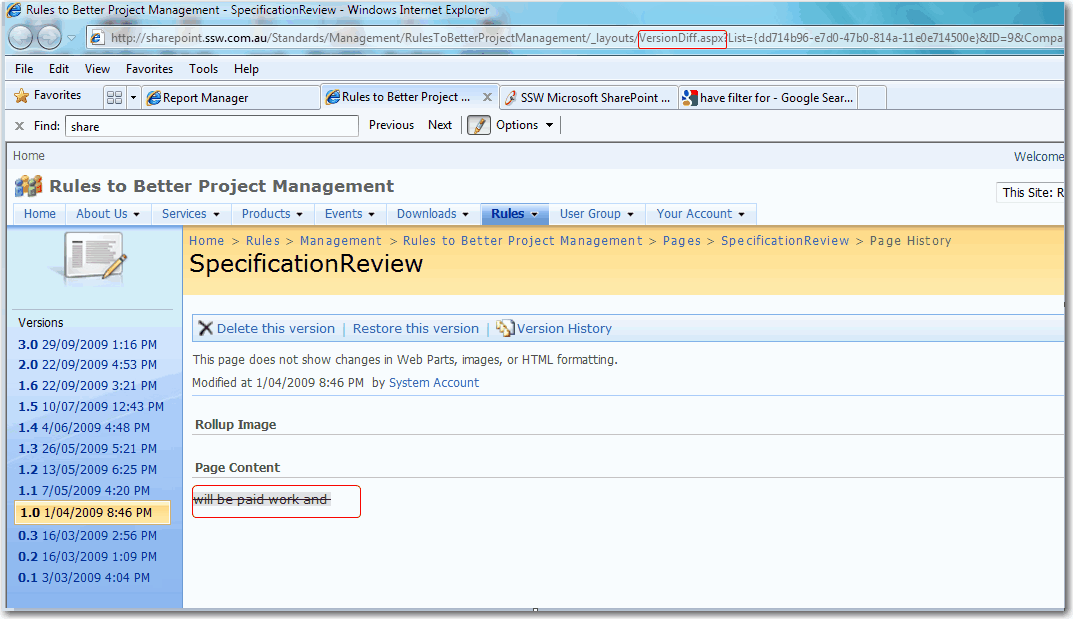 Rules to Better Project Management - SpecificationReview - Windows Internet Explorer
http://sharepoint.ssw.com.au/Standards/Management/RulesToBetterProjectManagement/_layouts/VersionDiff.aspx?List={dd714b96-e7d0-47b0-814a-11e0e714500e}&ID=9&Compa
File Edit View Favorites Tools Help
Favorites Report Manager Rules to Better Project ... SSW Microsoft SharePoint ... have filter for - Google Sear...
Find: share Previous Next Options
Home Welcome
Rules to Better Project Management
This Site: R
Home About Us Services Products Events Downloads Rules User Group Your Account
Home > Rules > Management > Rules to Better Project Management > Pages > SpecificationReview > Page History
SpecificationReview
Versions
3.0 29/09/2009 1:16 PM
2.0 22/09/2009 4:53 PM
1.6 22/09/2009 3:21 PM
1.5 10/07/2009 12:43 PM
1.4 4/06/2009 4:48 PM
1.3 26/05/2009 5:21 PM
1.2 13/05/2009 6:25 PM
1.1 7/05/2009 4:20 PM
1.0 1/04/2009 8:46 PM
0.3 16/03/2009 2:56 PM
0.2 16/03/2009 1:09 PM
0.1 3/03/2009 4:04 PM
Delete this version | Restore this version | Version History
This page does not show changes in Web Parts, images, or HTML formatting.
Modified at 1/04/2009 8:46 PM by System Account
Rollup Image
Page Content
will be paid work and